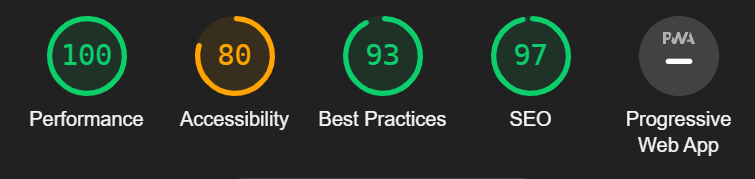 100
80
93
97
PWA
Performance
Accessibility
Best Practices
SEO
Progressive
Web App